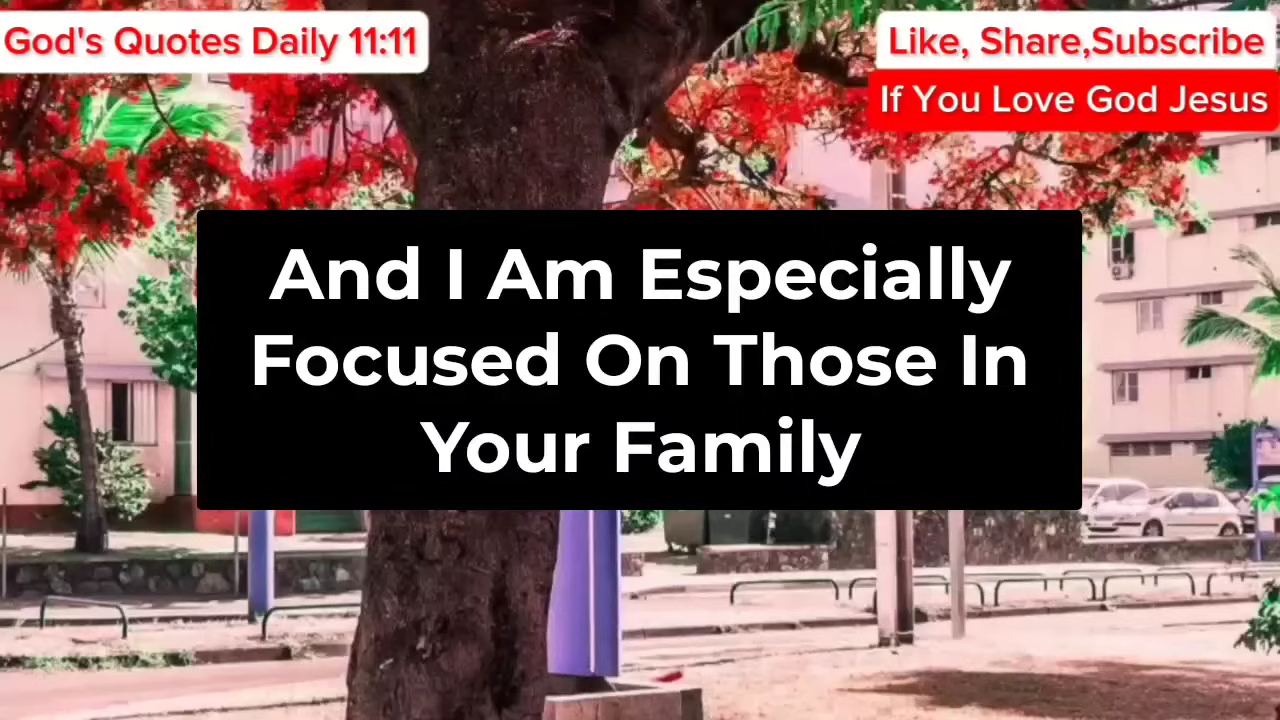 God's Quotes Daily 11:11
Like, Share,Subscribe
If You Love God Jesus
And I Am Especially
Focused On Those In
Your Family